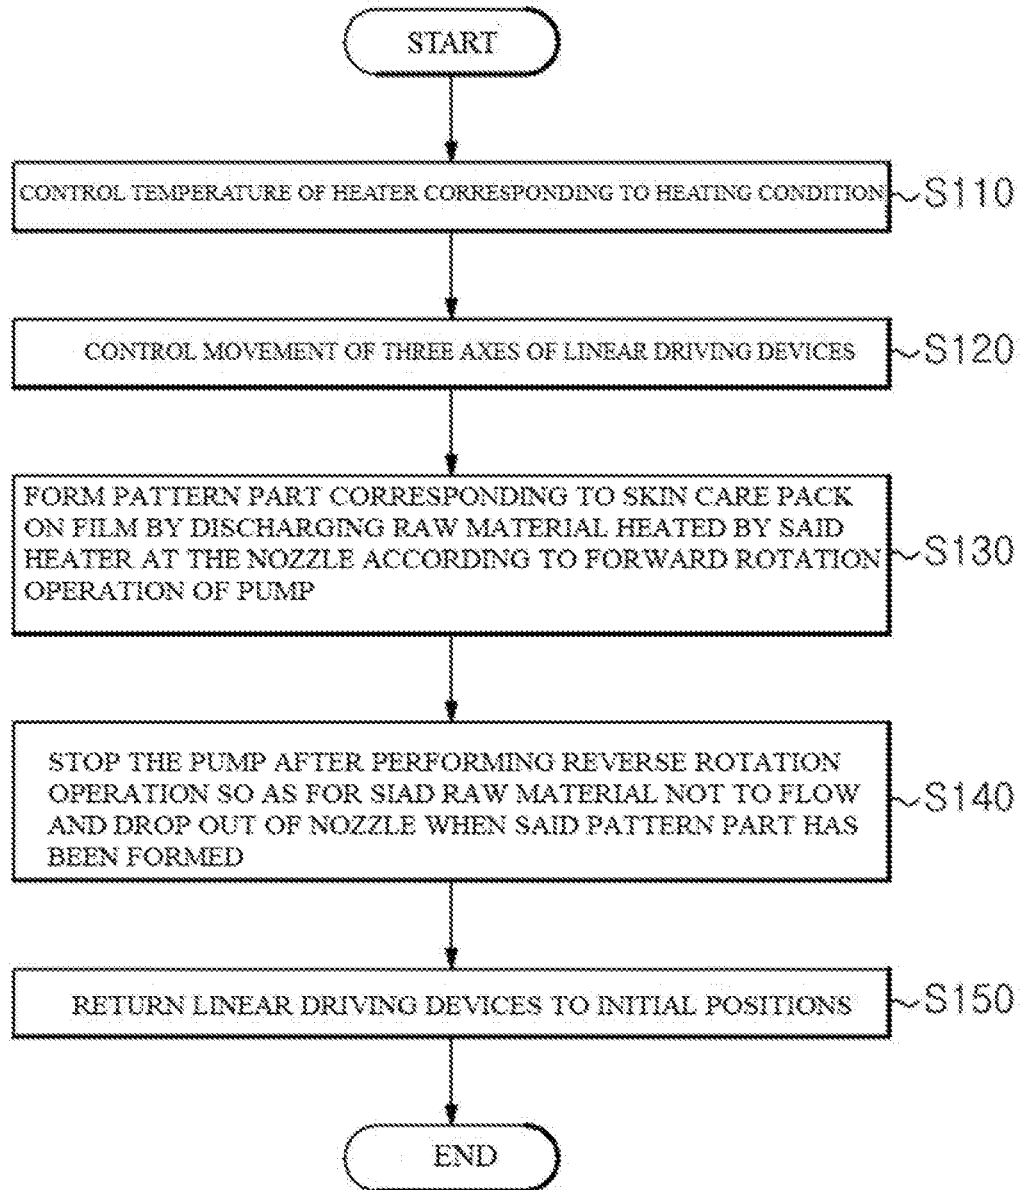 START
CONTROL TEMPERATURE OF HEATER CORRESPONDING TO HEATING CONDITION
S110
CONTROL MOVEMENT OF THREE AXES OF LINEAR DRIVING DEVICES
S120
FORM PATTERN PART CORRESPONDING TO SKIN CARE PACK
ON FILM BY DISCHARGING RAW MATERIAL HEATED BY SAID
HEATER AT THE NOZZLE ACCORDING TO FORWARD ROTATION
OPERATION OF PUMP
S130
STOP THE PUMP AFTER PERFORMING REVERSE ROTATION
OPERATION SO AS FOR SIAD RAW MATERIAL NOT TO FLOW
AND DROP OUT OF NOZZLE WHEN SAID PATTERN PART HAS
BEEN FORMED
S140
RETURN LINEAR DRIVING DEVICES TO INITIAL POSITIONS
S150
END